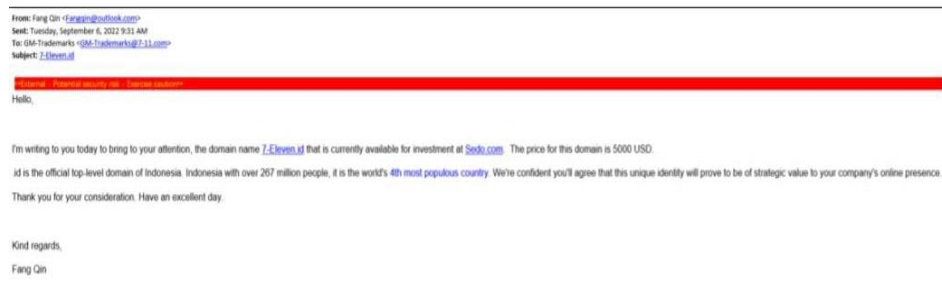 From: Fang Qin <Fangqin@outlook.com>
Sent: Tuesday, September 6, 2022 9:31 AM
To: GM-Trademarks <GM-Trademarks@7-11.com>
Subject: 7-Eleven.id
**External - Potential security risk - Exercise caution**
Hello,
I'm writing to you today to bring to your attention, the domain name 7-Eleven.id that is currently available for investment at Sedo.com. The price for this domain is 5000 USD.
.id is the official top-level domain of Indonesia. Indonesia with over 267 million people, it is the world's 4th most populous country. We're confident you'll agree that this unique identity will prove to be of strategic value to your company's online presence.
Thank you for your consideration. Have an excellent day.
Kind regards,
Fang Qin